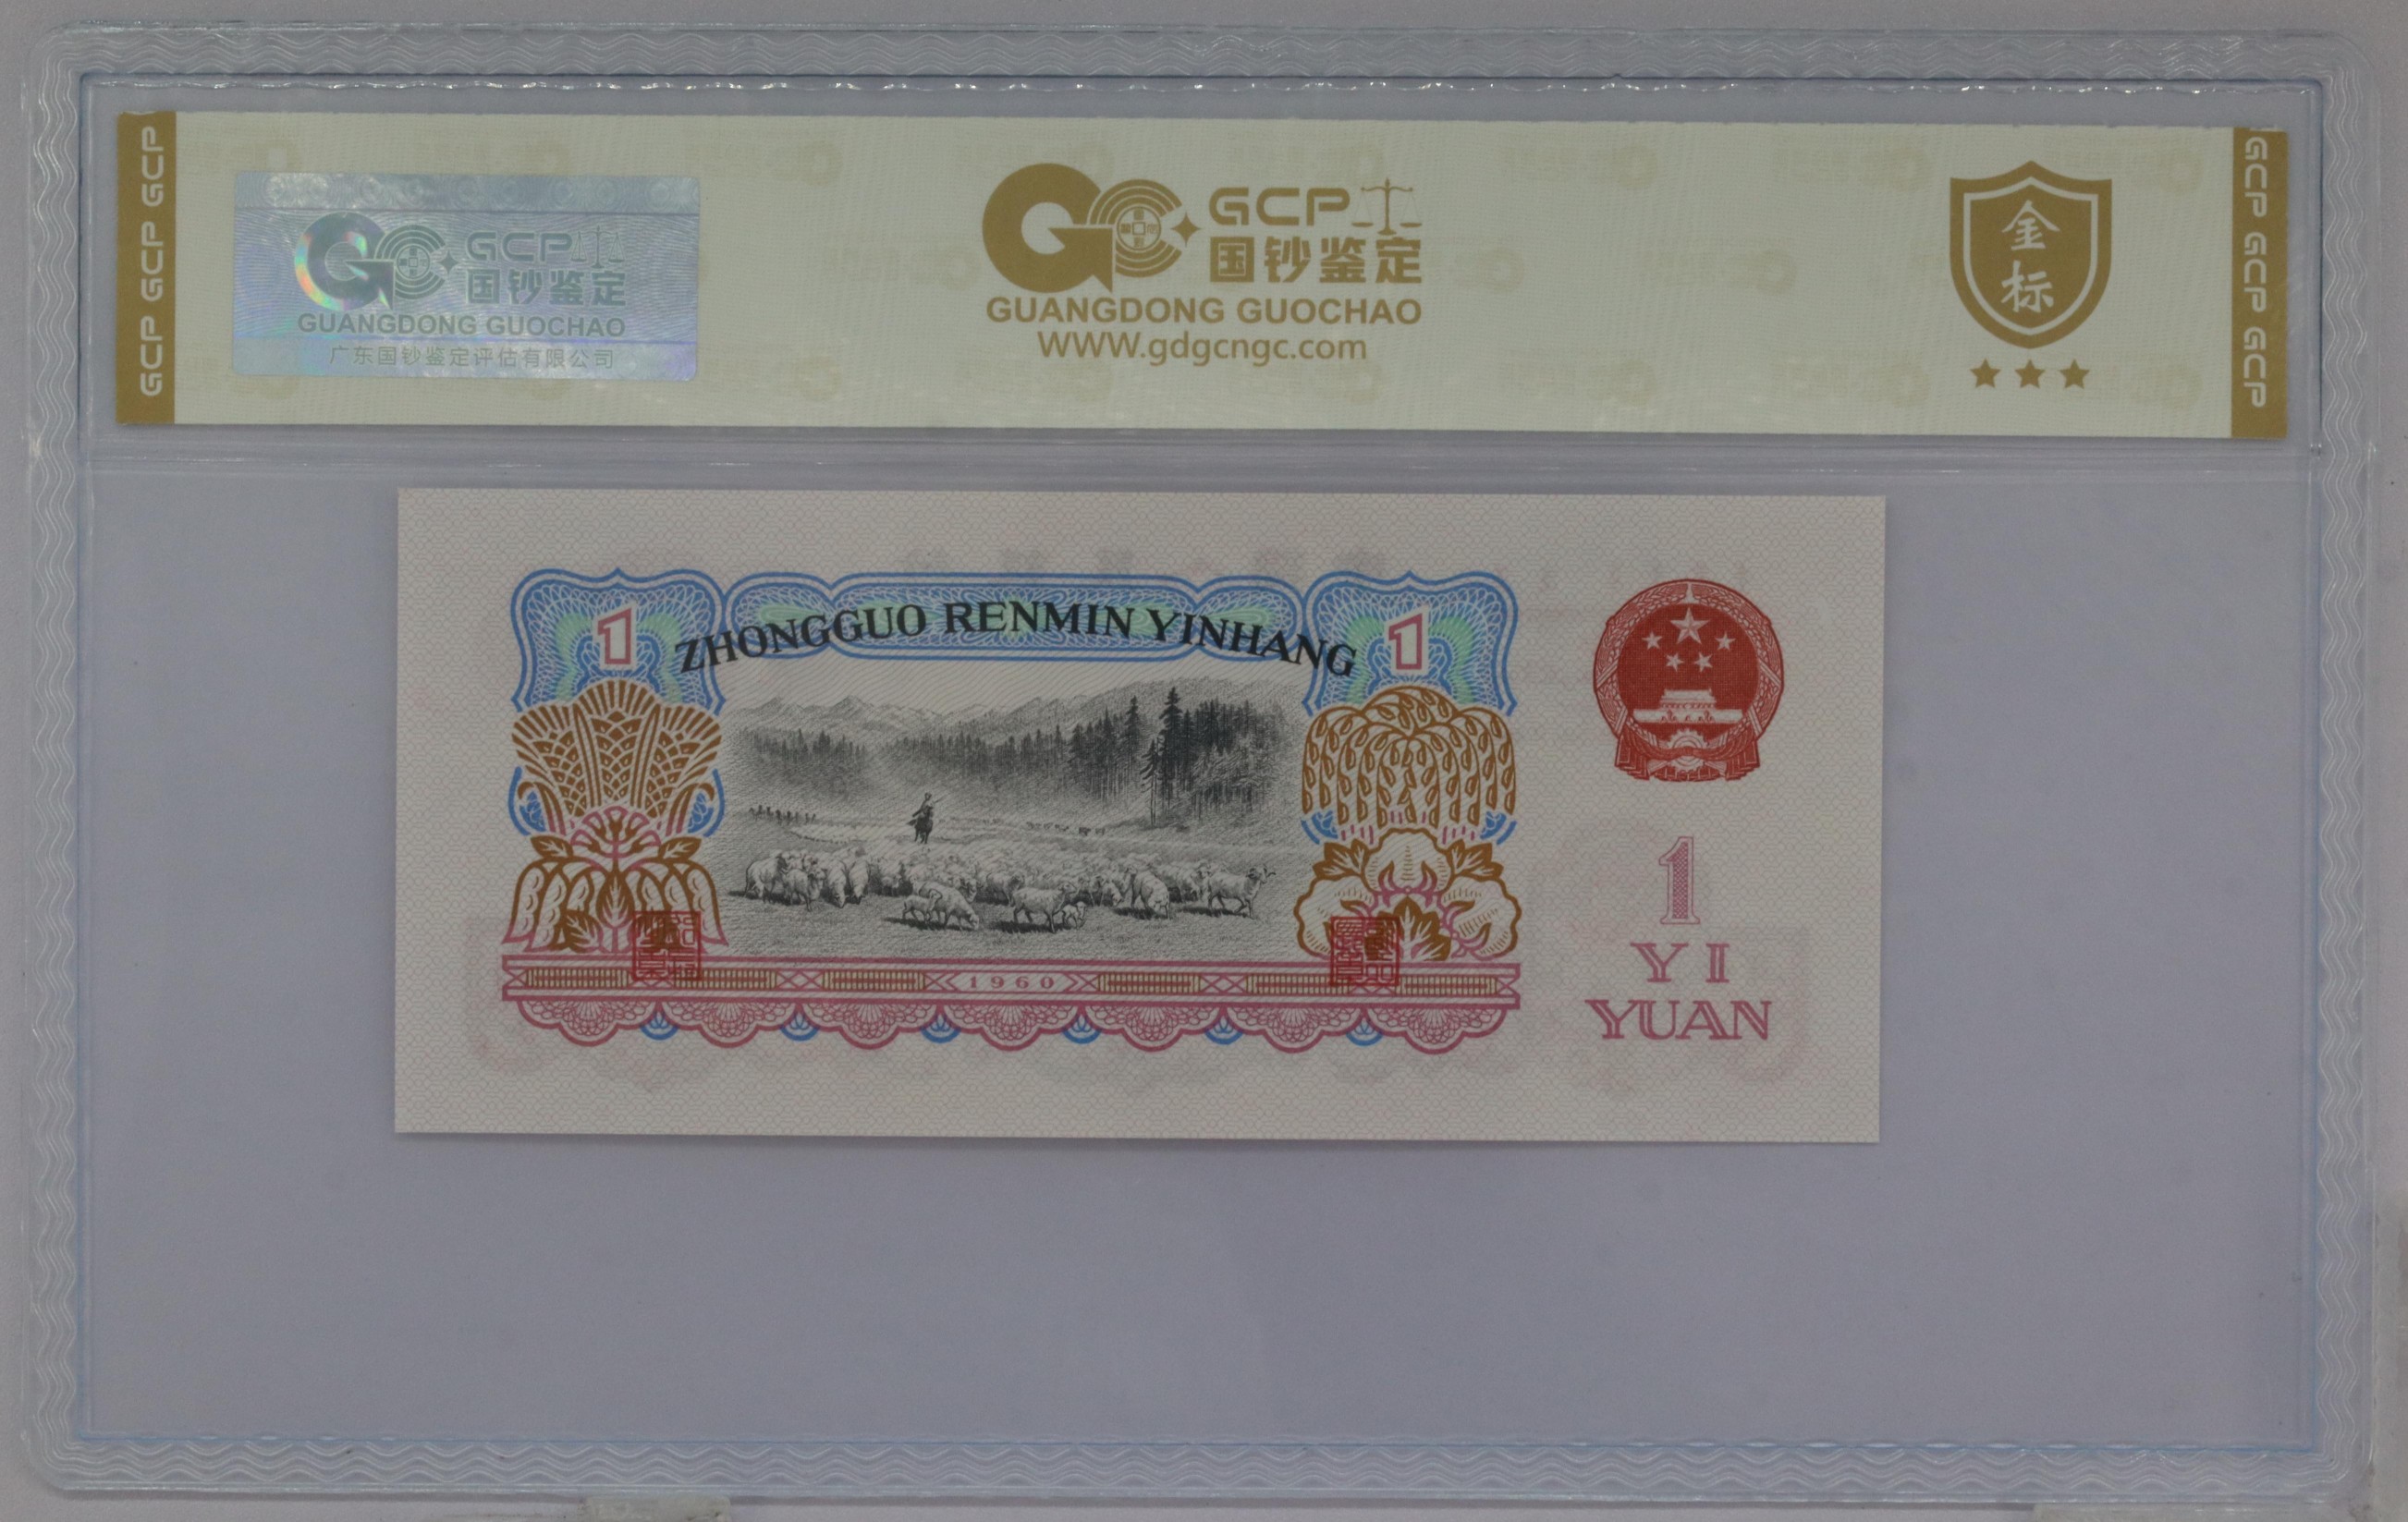 GCP GCP GCP
GCP 国钞鉴定
GUANGDONG GUOCHAO
广东国钞鉴定评估有限公司
GCP 国钞鉴定
GUANGDONG GUOCHAO
WWW.gdgcngc.com
金标
GCP GCP GCP
1
ZHONGGUO RENMIN YINHANG
1
1960
1
YI
YUAN